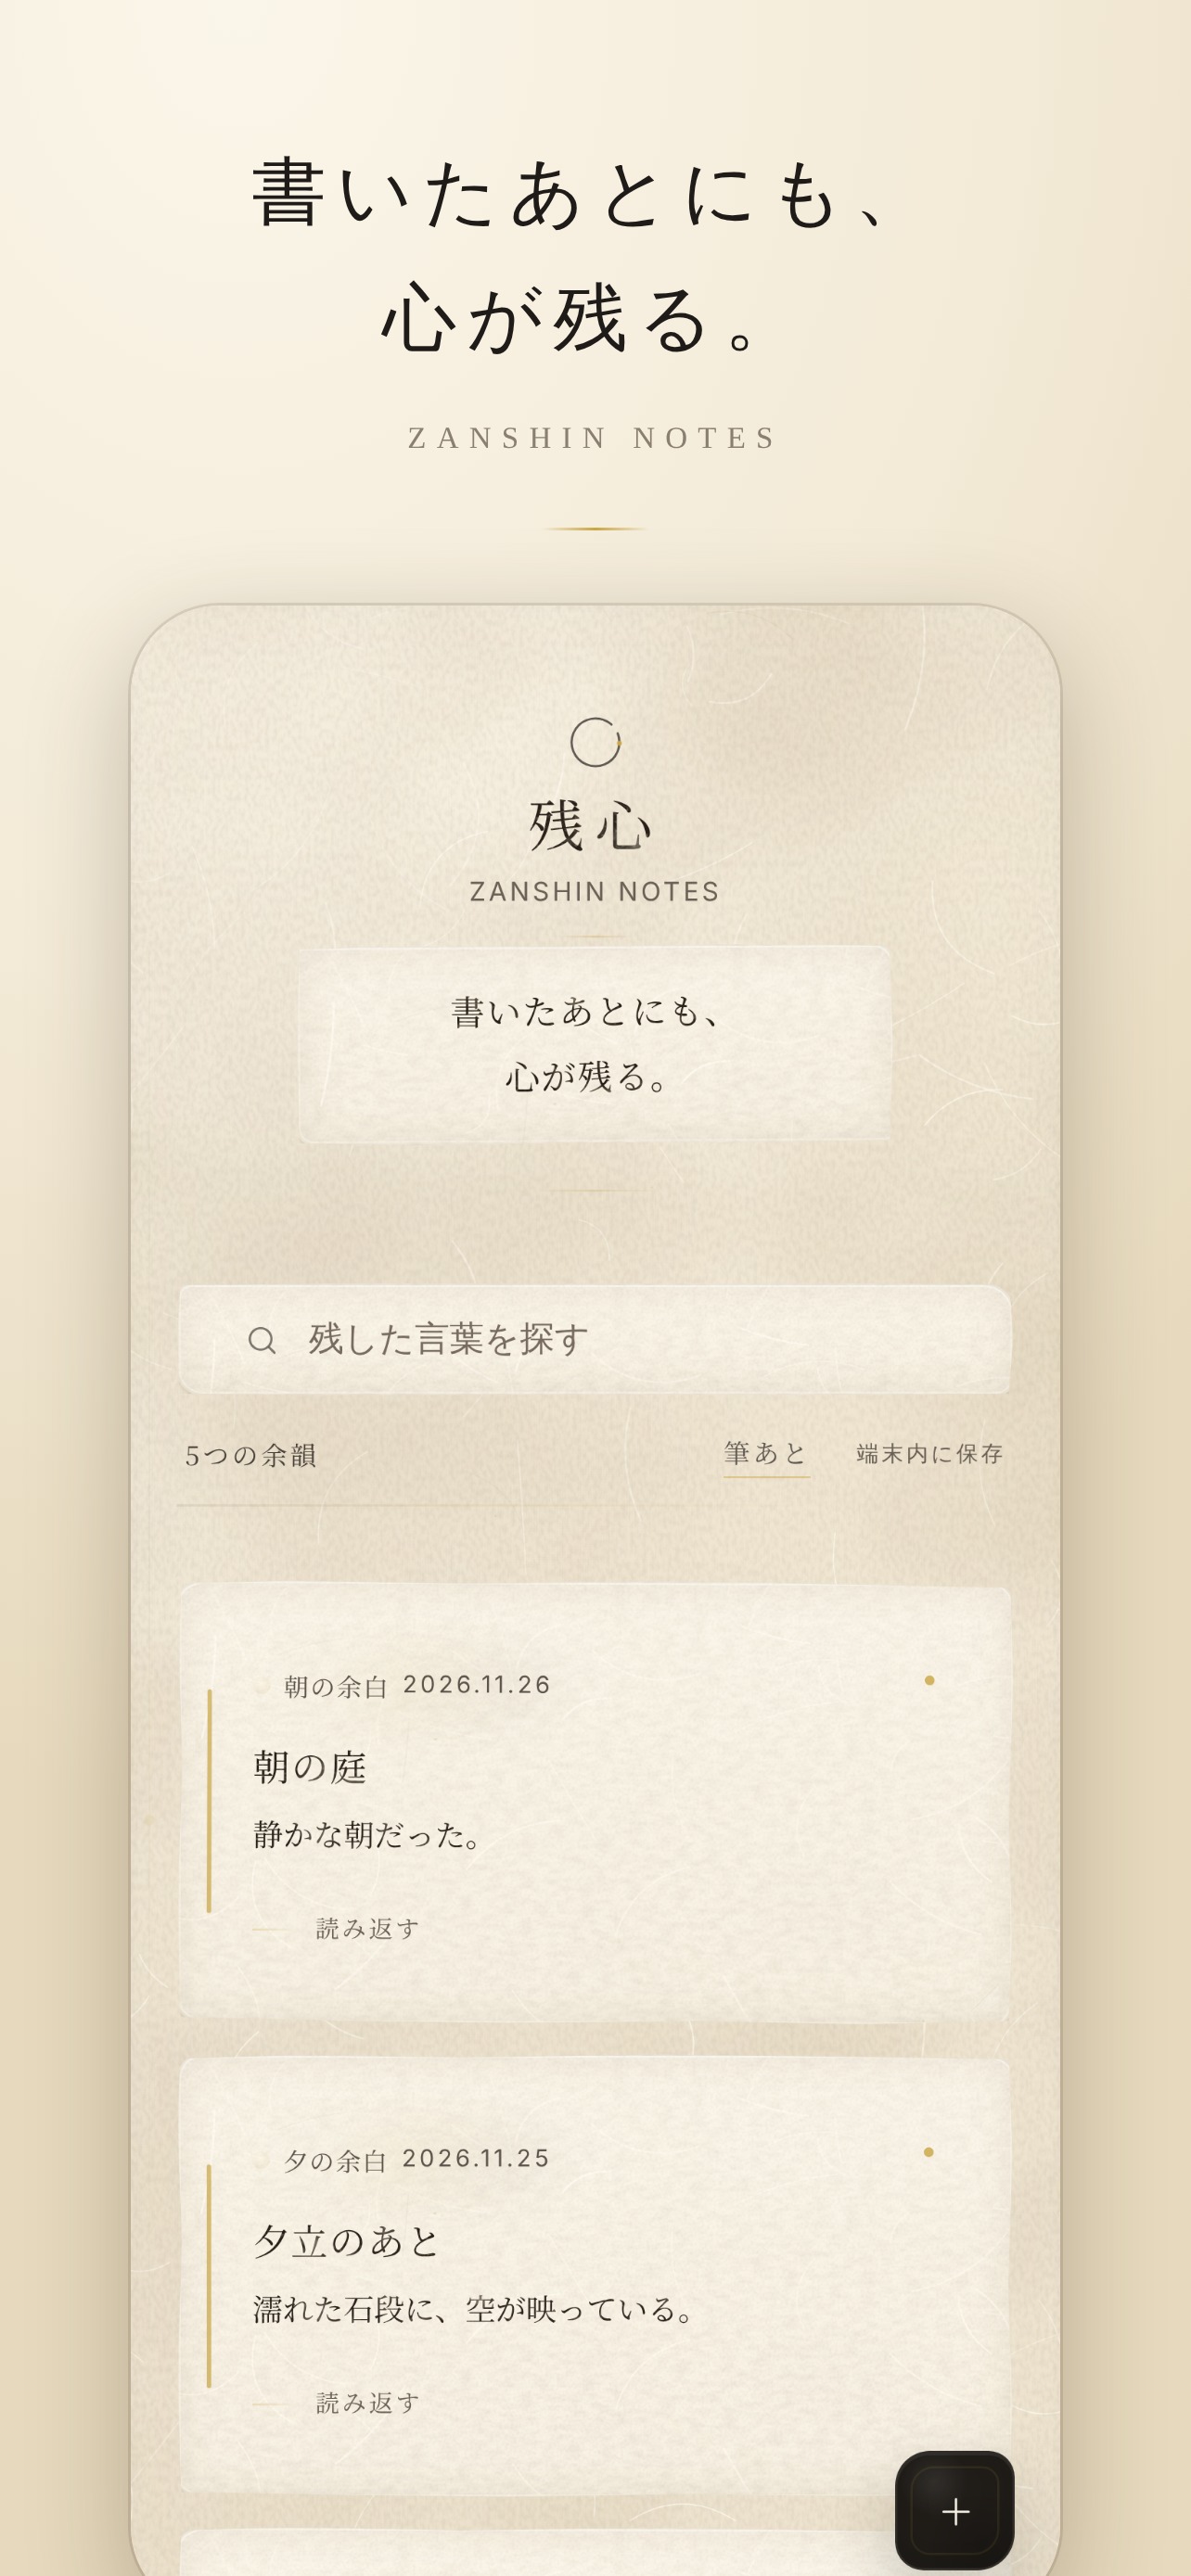 書いたあとにも、
心が残る。
ZANSHIN NOTES
残心
ZANSHIN NOTES
書いたあとにも、
心が残る。
残した言葉を探す
5つの余韻 筆あと 端末内に保存
朝の余白 2026.11.26
朝の庭
静かな朝だった。
読み返す
夕の余白 2026.11.25
夕立のあと
濡れた石段に、空が映っている。
読み返す